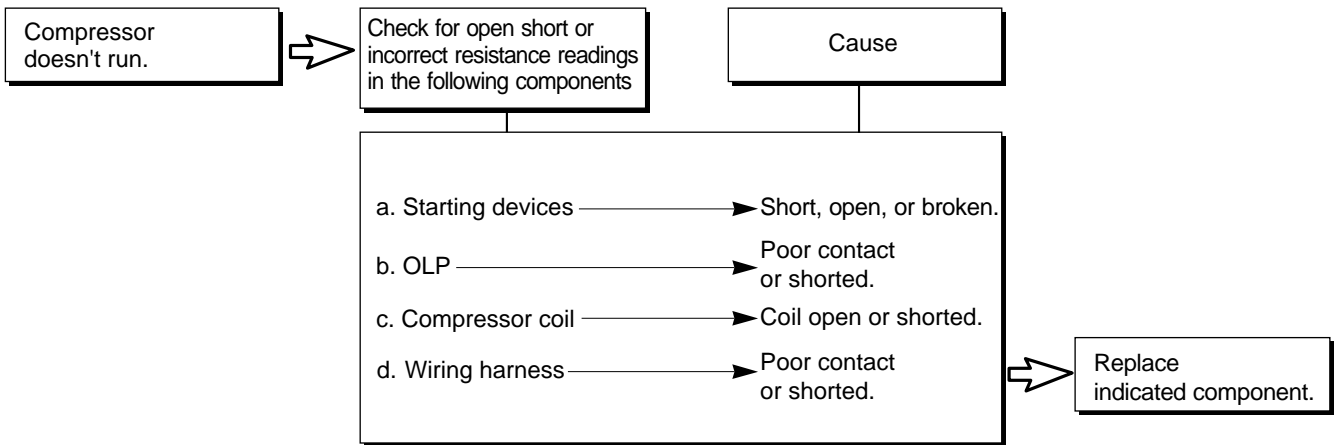 Compressor
doesn't run.
Check for open short or
incorrect resistance readings
in the following components
Cause
a. Starting devices
Short, open, or broken.
b. OLP
Poor contact
or shorted.
c. Compressor coil
Coil open or shorted.
d. Wiring harness
Poor contact
or shorted.
Replace
indicated component.